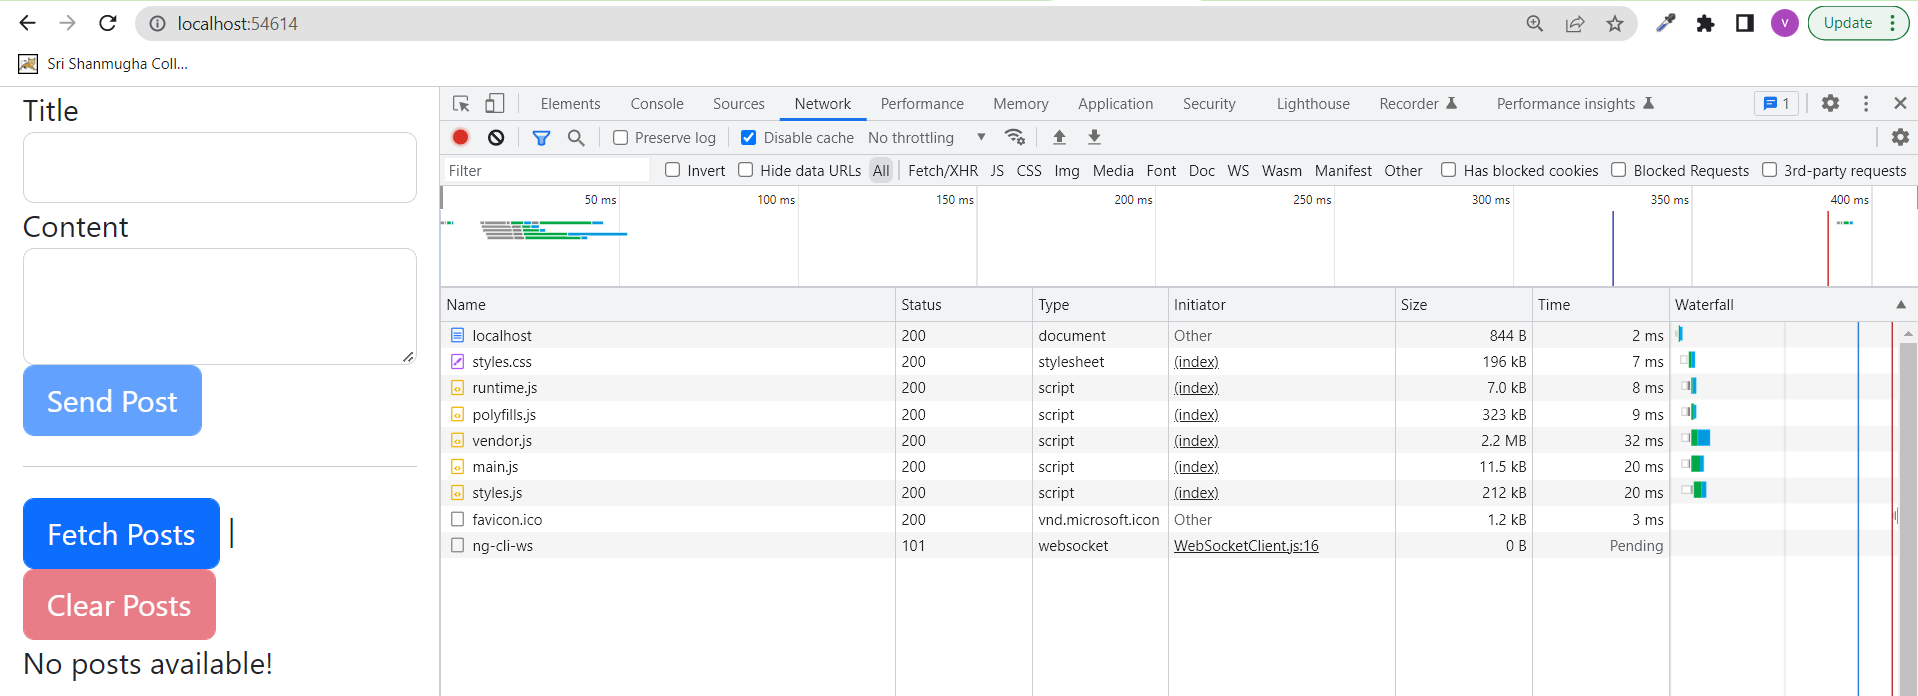 localhost:54614
V
Update
Sri Shanmugha Coll...
Title
Content
Send Post
Fetch Posts |
Clear Posts
No posts available!
Elements Console Sources Network Performance Memory Application Security Lighthouse Recorder Performance insights 1
Preserve log Disable cache No throttling
Filter Invert Hide data URLs All Fetch/XHR JS CSS Img Media Font Doc WS Wasm Manifest Other Has blocked cookies Blocked Requests 3rd-party requests
50 ms 100 ms 150 ms 200 ms 250 ms 300 ms 350 ms 400 ms
Name Status Type Initiator Size Time Waterfall
localhost 200 document Other 844 B 2 ms
styles.css 200 stylesheet (index) 196 kB 7 ms
runtime.js 200 script (index) 7.0 kB 8 ms
polyfills.js 200 script (index) 323 kB 9 ms
vendor.js 200 script (index) 2.2 MB 32 ms
main.js 200 script (index) 11.5 kB 20 ms
styles.js 200 script (index) 212 kB 20 ms
favicon.ico 200 vnd.microsoft.icon Other 1.2 kB 3 ms
ng-cli-ws 101 websocket WebSocketClient.js:16 0 B Pending